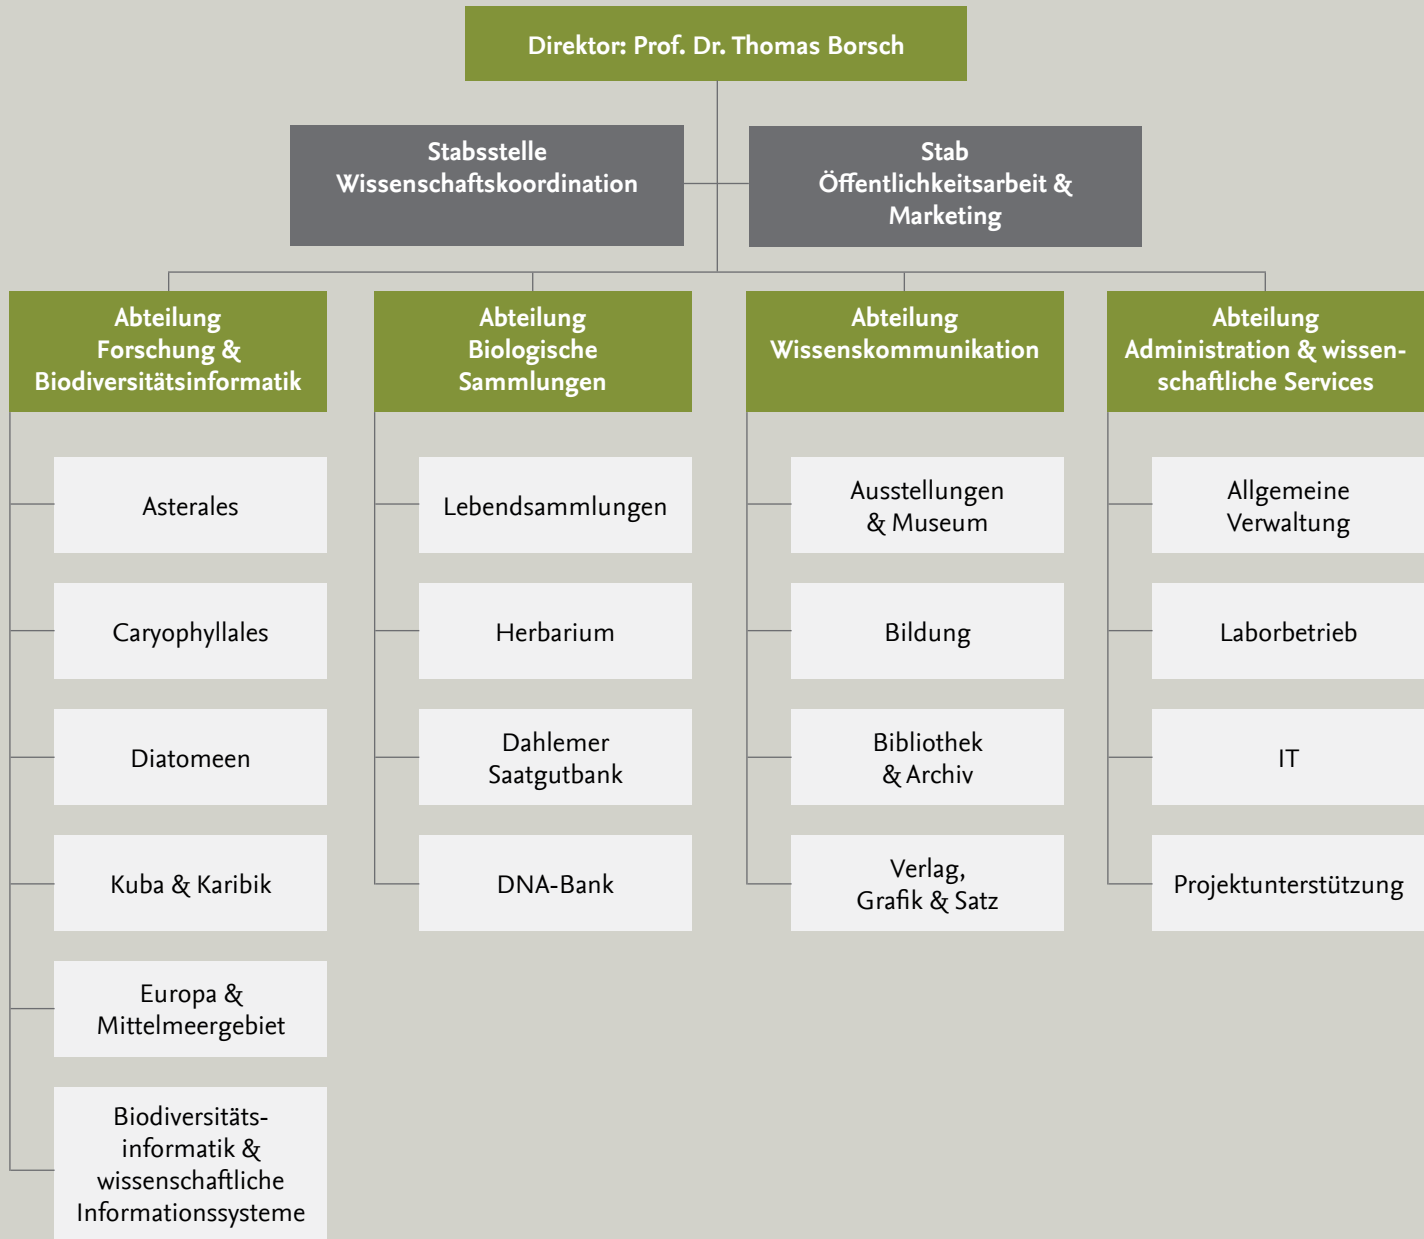 Direktor: Prof. Dr. Thomas Borsch
Stabsstelle
Wissenschaftskoordination
Stab
Öffentlichkeitsarbeit &
Marketing
Abteilung
Forschung &
Biodiversitätsinformatik
Asterales
Caryophyllales
Diatomeen
Kuba & Karibik
Europa &
Mittelmeergebiet
Biodiversitäts-
informatik &
wissenschaftliche
Informationssysteme
Abteilung
Biologische
Sammlungen
Lebendsammlungen
Herbarium
Dahlemer
Saatgutbank
DNA-Bank
Abteilung
Wissenskommunikation
Ausstellungen
& Museum
Bildung
Bibliothek
& Archiv
Verlag,
Grafik & Satz
Abteilung
Administration & wissen-
schaftliche Services
Allgemeine
Verwaltung
Laborbetrieb
IT
Projektunterstützung